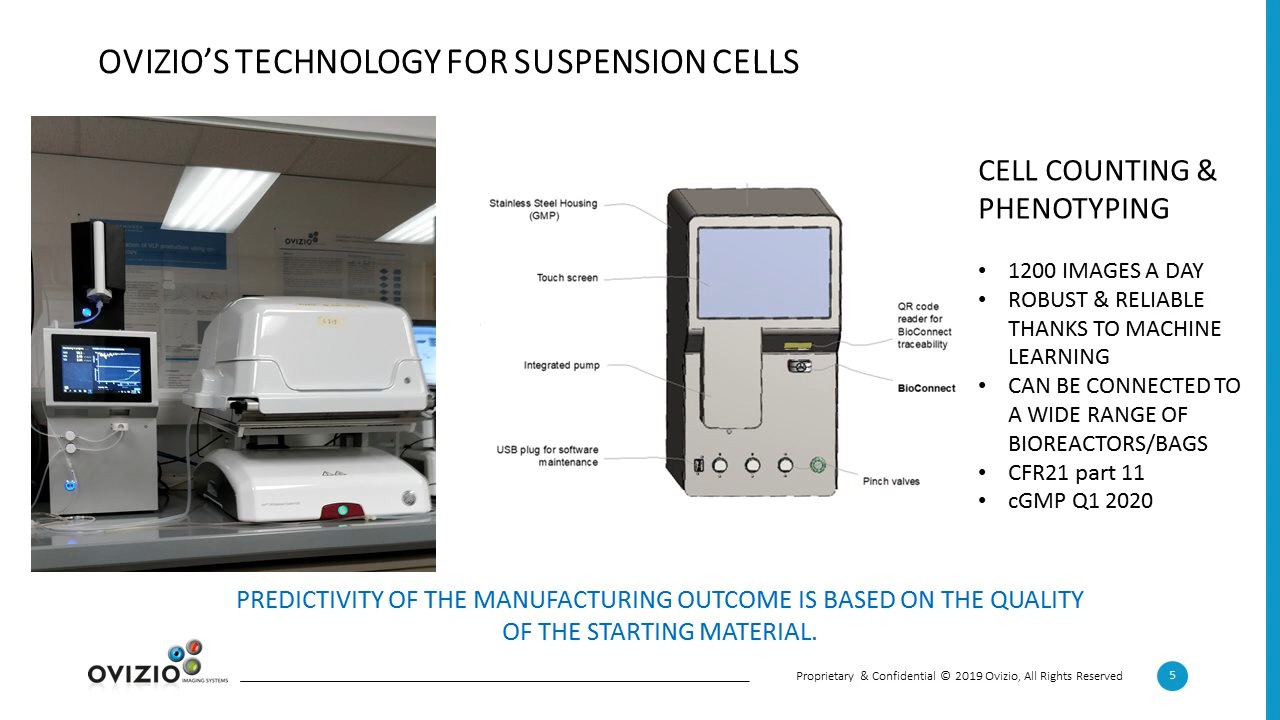 OVIZIO’S TECHNOLOGY FOR SUSPENSION CELLS
OVIZIO
Stainless Steel Housing
(GMP)
Touch screen
Integrated pump
USB plug for software
maintenance
QR code
reader for
BioConnect
traceability
BioConnect
Pinch valves
CELL COUNTING &
PHENOTYPING
• 1200 IMAGES A DAY
• ROBUST & RELIABLE
THANKS TO MACHINE
LEARNING
• CAN BE CONNECTED TO
A WIDE RANGE OF
BIOREACTORS/BAGS
• CFR21 part 11
• cGMP Q1 2020
PREDICTIVITY OF THE MANUFACTURING OUTCOME IS BASED ON THE QUALITY
OF THE STARTING MATERIAL.
OVIZIO
IMAGING SYSTEMS
Proprietary & Confidential © 2019 Ovizio, All Rights Reserved
5